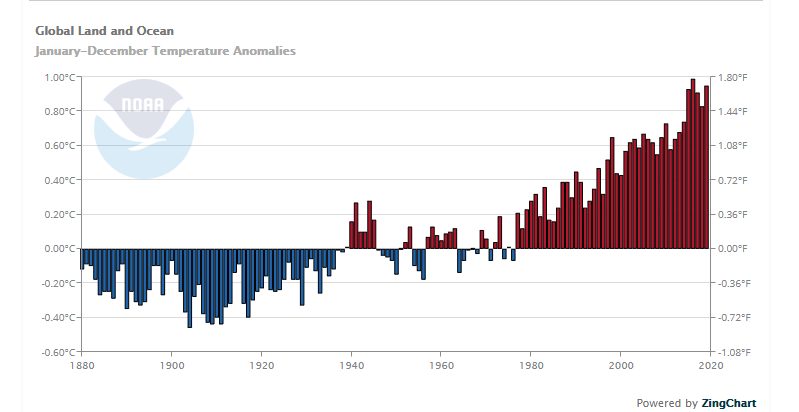 Global Land and Ocean
January–December Temperature Anomalies
NOAA
1.00°C 1.80°F
0.80°C 1.44°F
0.60°C 1.08°F
0.40°C 0.72°F
0.20°C 0.36°F
0.00°C 0.00°F
-0.20°C -0.36°F
-0.40°C -0.72°F
-0.60°C -1.08°F
1880 1900 1920 1940 1960 1980 2000 2020
Powered by ZingChart